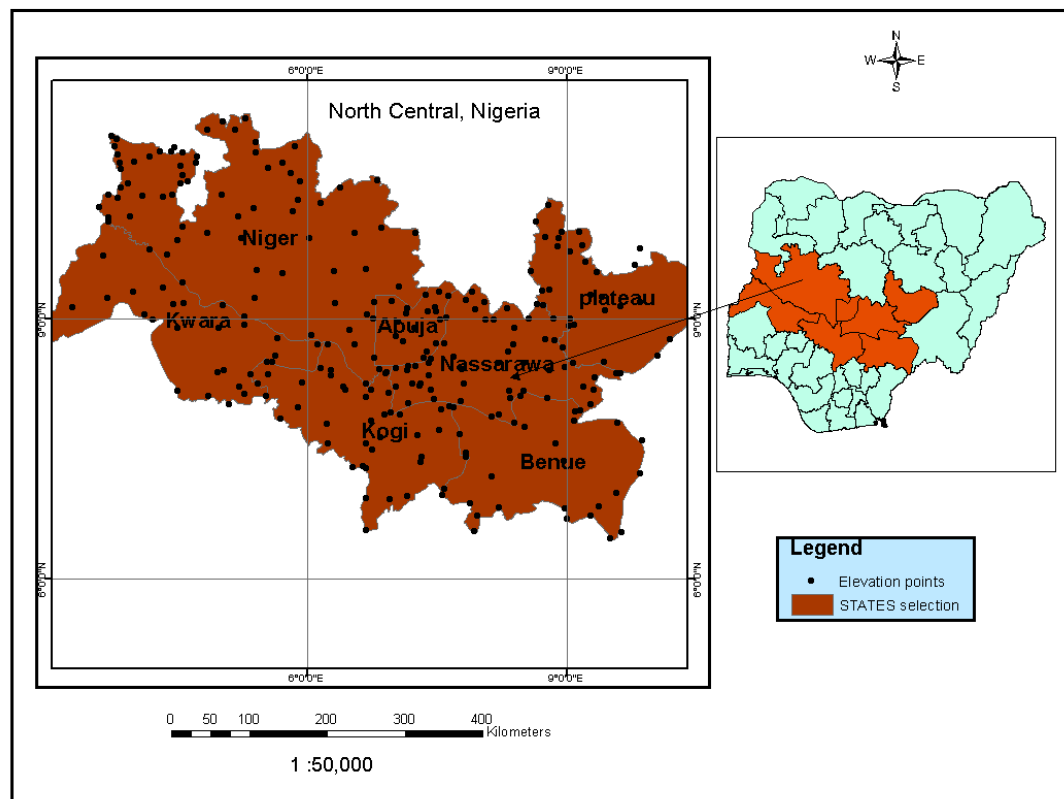 N
W E
S
6°0'0"E 9°0'0"E
North Central, Nigeria
Niger
plateau
9°0'0"N 9°0'0"N
Kwara
Abuja
Nassarawa
Kogi
Benue
6°0'0"N 6°0'0"N
6°0'0"E 9°0'0"E
Legend
Elevation points
STATES selection
0 50 100 200 300 400
Kilometers
1 :50,000